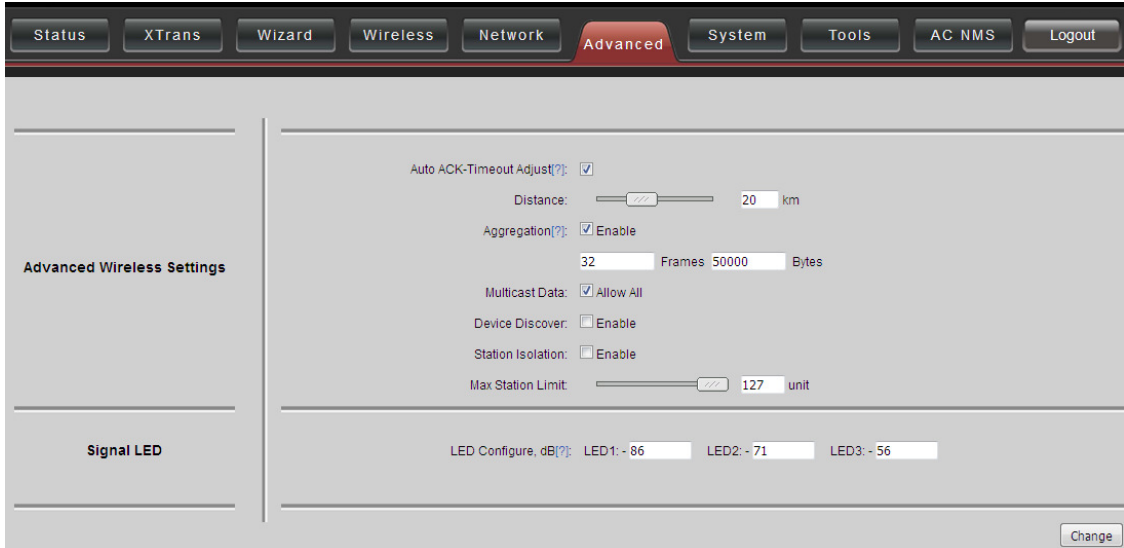 Status XTrans Wizard Wireless Network Advanced System Tools AC NMS Logout
Advanced Wireless Settings
Auto ACK-Timeout Adjust[?]:
Distance: 20 km
Aggregation[?]: Enable
32 Frames 50000 Bytes
Multicast Data: Allow All
Device Discover: Enable
Station Isolation: Enable
Max Station Limit: 127 unit
Signal LED
LED Configure, dB[?]: LED1: - 86 LED2: - 71 LED3: - 56
Change